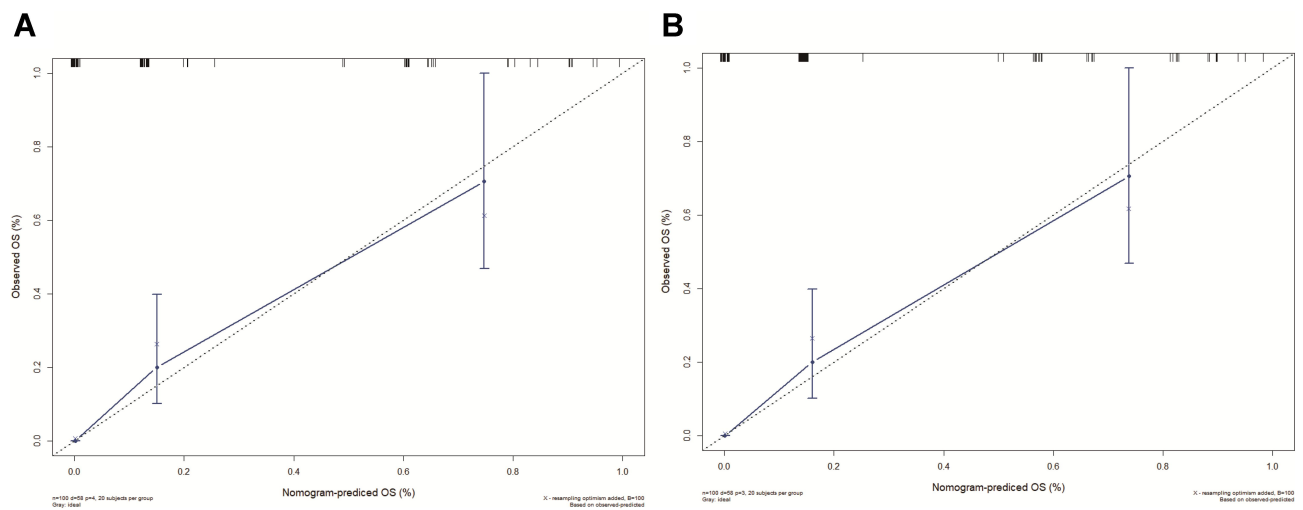 A
1.0
0.8
0.6
0.4
0.2
0.0
Observed OS (%)
0.0 0.2 0.4 0.6 0.8 1.0
Nomogram-prediced OS (%)
n=100 d=58 p=4, 20 subjects per group
Gray: ideal
X - resampling optimism added, B=100
Based on observed-predicted
B
1.0
0.8
0.6
0.4
0.2
0.0
Observed OS (%)
0.0 0.2 0.4 0.6 0.8 1.0
Nomogram-prediced OS (%)
n=100 d=58 p=3, 20 subjects per group
Gray: ideal
X - resampling optimism added, B=100
Based on observed-predicted